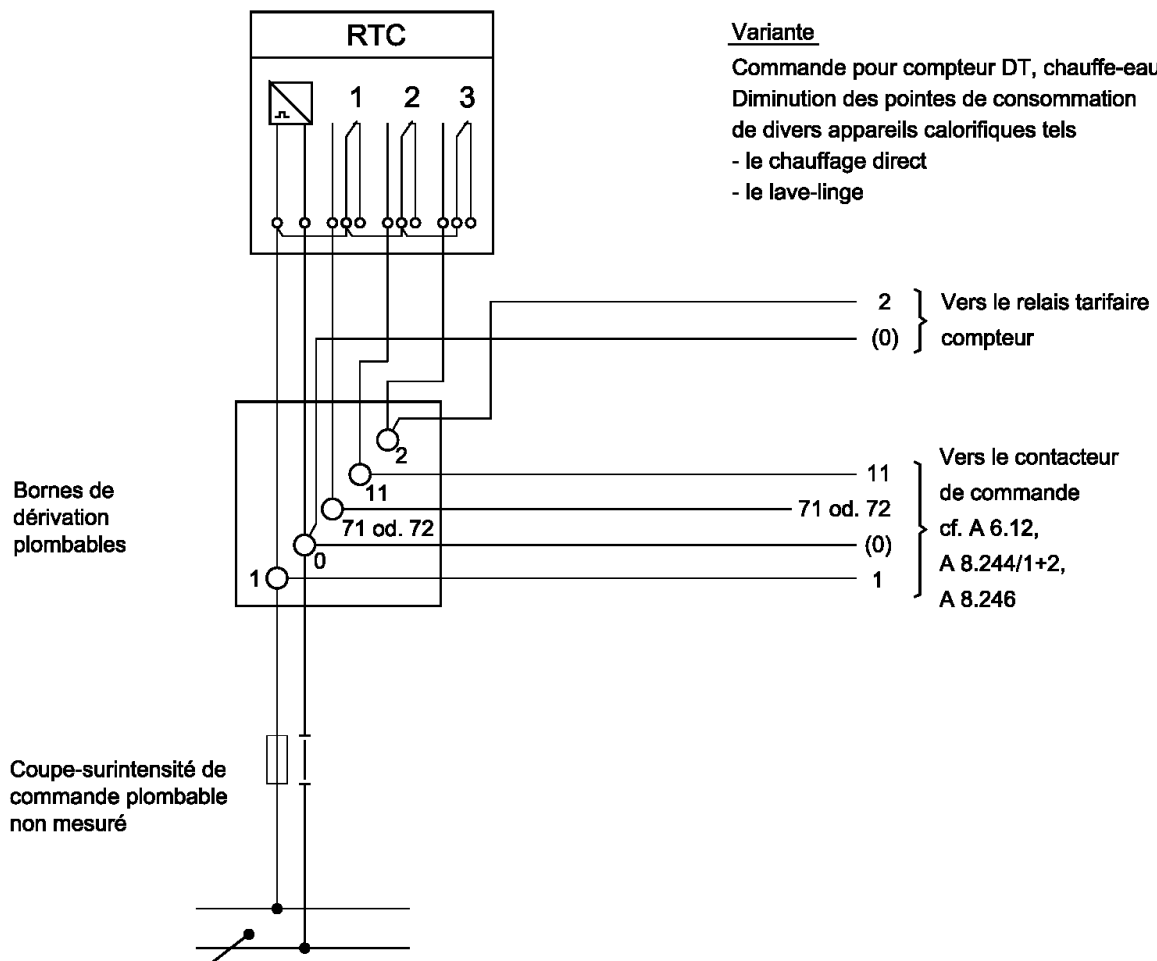 RTC
1 2 3
Variante
Commande pour compteur DT, chauffe-eau
Diminution des pointes de consommation
de divers appareils calorifiques tels
- le chauffage direct
- le lave-linge
2
(0)
Vers le relais tarifaire
compteur
Bornes de
dérivation
plombables
2
11
71 od. 72
0
1
11
71 od. 72
(0)
1
Vers le contacteur
de commande
cf. A 6.12,
A 8.244/1+2,
A 8.246
Coupe-surintensité de
commande plombable
non mesuré